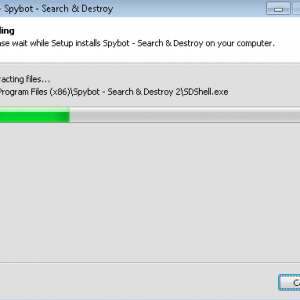 - Spybot - Search & Destroy
ling
ase wait while Setup installs Spybot - Search & Destroy on your computer.
racting files...
Program Files (x86)\Spybot - Search & Destroy 2\SDShell.exe
C